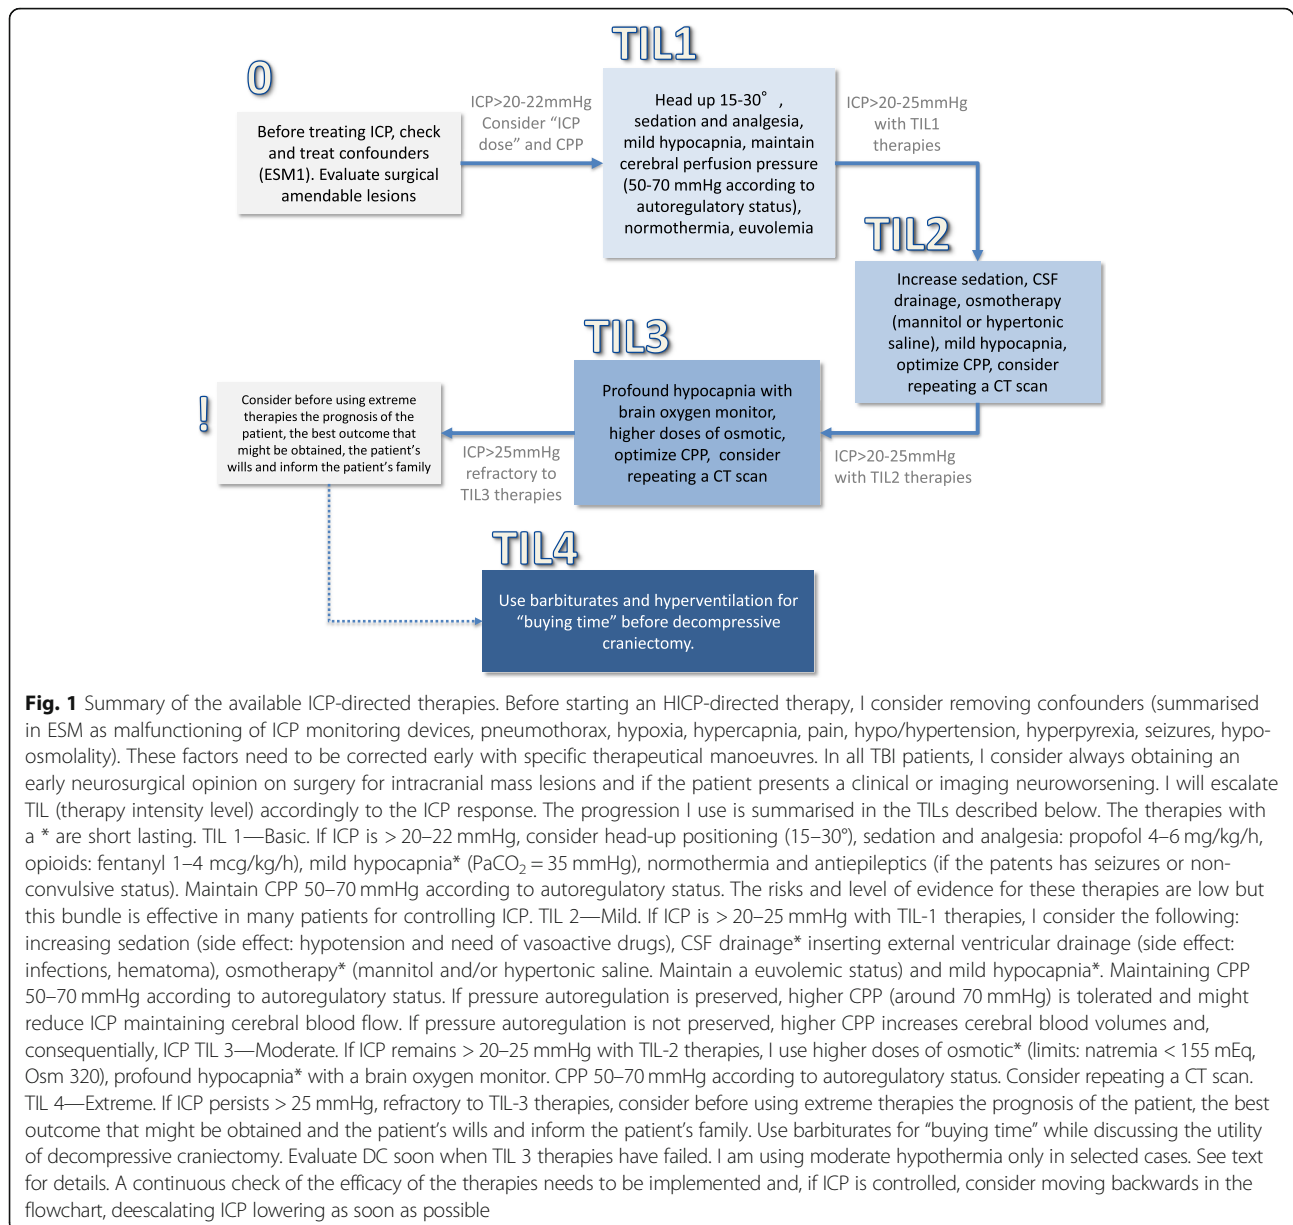 0
Before treating ICP, check
and treat confounders
(ESM1). Evaluate surgical
amendable lesions
ICP>20-22mmHg
Consider “ICP
dose” and CPP
TIL1
Head up 15-30° ,
sedation and analgesia,
mild hypocapnia, maintain
cerebral perfusion pressure
(50-70 mmHg according to
autoregulatory status),
normothermia, euvolemia
ICP>20-25mmHg
with TIL1
therapies
TIL2
Increase sedation, CSF
drainage, osmotherapy
(mannitol or hypertonic
saline), mild hypocapnia,
optimize CPP, consider
repeating a CT scan
ICP>20-25mmHg
with TIL2 therapies
TIL3
Profound hypocapnia with
brain oxygen monitor,
higher doses of osmotic,
optimize CPP, consider
repeating a CT scan
ICP>25mmHg
refractory to
TIL3 therapies
!
Consider before using extreme
therapies the prognosis of the
patient, the best outcome that
might be obtained, the patient’s
wills and inform the patient’s family
TIL4
Use barbiturates and hyperventilation for
“buying time” before decompressive
craniectomy.
Fig. 1 Summary of the available ICP-directed therapies. Before starting an HICP-directed therapy, I consider removing confounders (summarised
in ESM as malfunctioning of ICP monitoring devices, pneumothorax, hypoxia, hypercapnia, pain, hypo/hypertension, hyperpyrexia, seizures, hypo-
osmolality). These factors need to be corrected early with specific therapeutical manoeuvres. In all TBI patients, I consider always obtaining an
early neurosurgical opinion on surgery for intracranial mass lesions and if the patient presents a clinical or imaging neuroworsening. I will escalate
TIL (therapy intensity level) accordingly to the ICP response. The progression I use is summarised in the TILs described below. The therapies with
a * are short lasting. TIL 1—Basic. If ICP is > 20–22 mmHg, consider head-up positioning (15–30°), sedation and analgesia: propofol 4–6 mg/kg/h,
opioids: fentanyl 1–4 mcg/kg/h), mild hypocapnia* (PaCO₂ = 35 mmHg), normothermia and antiepileptics (if the patents has seizures or non-
convulsive status). Maintain CPP 50–70 mmHg according to autoregulatory status. The risks and level of evidence for these therapies are low but
this bundle is effective in many patients for controlling ICP. TIL 2—Mild. If ICP is > 20–25 mmHg with TIL-1 therapies, I consider the following:
increasing sedation (side effect: hypotension and need of vasoactive drugs), CSF drainage* inserting external ventricular drainage (side effect:
infections, hematoma), osmotherapy* (mannitol and/or hypertonic saline. Maintain a euvolemic status) and mild hypocapnia*. Maintaining CPP
50–70 mmHg according to autoregulatory status. If pressure autoregulation is preserved, higher CPP (around 70 mmHg) is tolerated and might
reduce ICP maintaining cerebral blood flow. If pressure autoregulation is not preserved, higher CPP increases cerebral blood volumes and,
consequentially, ICP TIL 3—Moderate. If ICP remains > 20–25 mmHg with TIL-2 therapies, I use higher doses of osmotic* (limits: natremia < 155 mEq,
Osm 320), profound hypocapnia* with a brain oxygen monitor. CPP 50–70 mmHg according to autoregulatory status. Consider repeating a CT scan.
TIL 4—Extreme. If ICP persists > 25 mmHg, refractory to TIL-3 therapies, consider before using extreme therapies the prognosis of the patient, the best
outcome that might be obtained and the patient’s wills and inform the patient’s family. Use barbiturates for “buying time” while discussing the utility
of decompressive craniectomy. Evaluate DC soon when TIL 3 therapies have failed. I am using moderate hypothermia only in selected cases. See text
for details. A continuous check of the efficacy of the therapies needs to be implemented and, if ICP is controlled, consider moving backwards in the
flowchart, deescalating ICP lowering as soon as possible